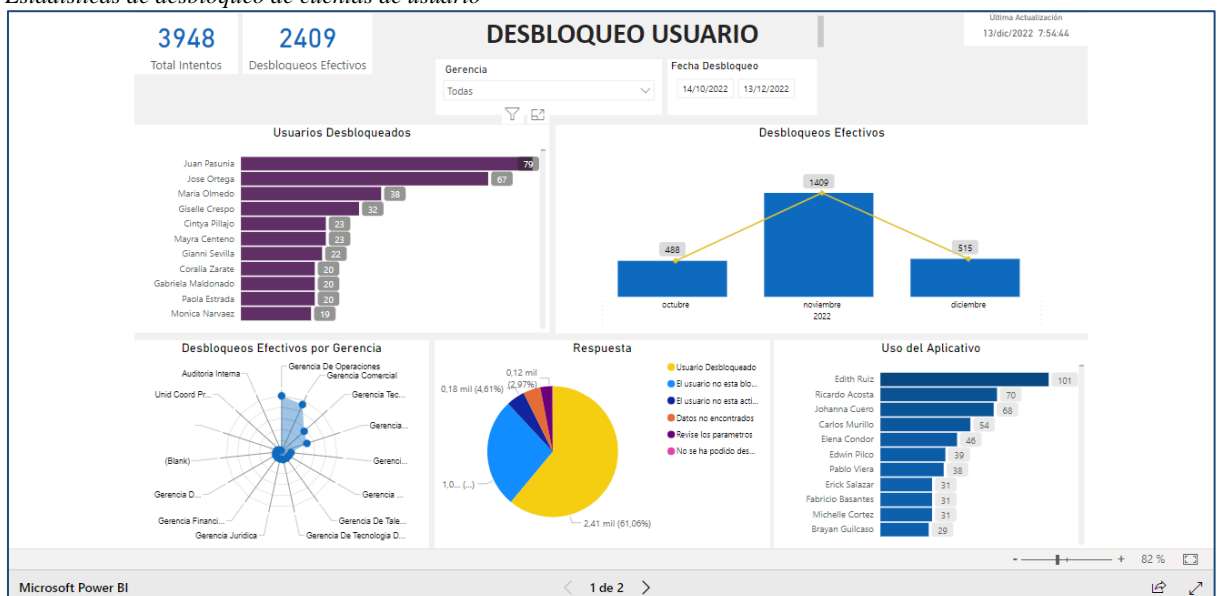 Estadísticas de desbloqueo de cuentas de usuario
3948
Total Intentos
2409
Desbloqueos Efectivos
DESBLOQUEO USUARIO
Última Actualización
13/dic/2022 7:54:44
Gerencia
Todas
Fecha Desbloqueo
14/10/2022
13/12/2022
Usuarios Desbloqueados
Juan Pasunia 79
Jose Ortega 67
Maria Olmedo 38
Giselle Crespo 32
Cintya Pillajo 23
Mayra Centeno 23
Gianni Sevilla 22
Coralia Zarate 20
Gabriela Maldonado 20
Paola Estrada 20
Monica Narvaez 19
Desbloqueos Efectivos
488
1409
515
octubre
noviembre
diciembre
2022
Desbloqueos Efectivos por Gerencia
Gerencia De Operaciones
Gerencia Comercial
Gerencia Tec...
Gerencia...
Gerenci...
Gerencia ...
Gerencia De Tale...
Gerencia De Tecnologia D...
Gerencia Juridica
Gerencia Financi...
Gerencia D...
(Blank)
Unid Coord Pr...
Auditoria Interna
Respuesta
0,12 mil
(2,97%)
0,18 mil (4,61%)
1,0... (...)
2,41 mil (61,06%)
Usuario Desbloqueado
El usuario no esta blo...
El usuario no esta acti...
Datos no encontrados
Revise los parametros
No se ha podido des...
Uso del Aplicativo
Edith Ruiz 101
Ricardo Acosta 70
Johanna Cuero 68
Carlos Murillo 54
Elena Condor 46
Edwin Pilco 39
Pablo Viera 38
Erick Salazar 31
Fabricio Basantes 31
Michelle Cortez 31
Brayan Guilcaso 29
- + 82 %
Microsoft Power BI
1 de 2